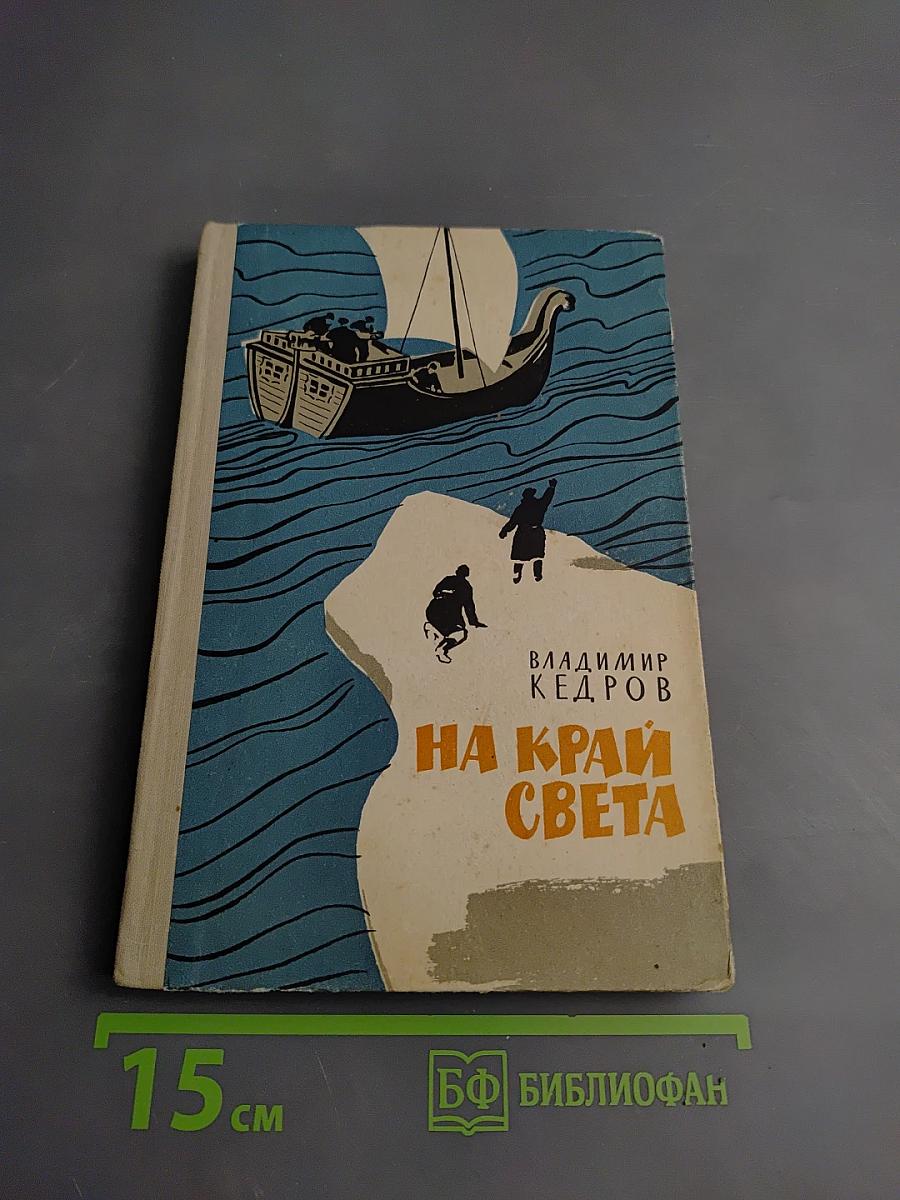 ВЛАДИМИР
КЕДРОВ
НА КРАЙ
СВЕТА
15 см
БФ БИБЛИОФАН